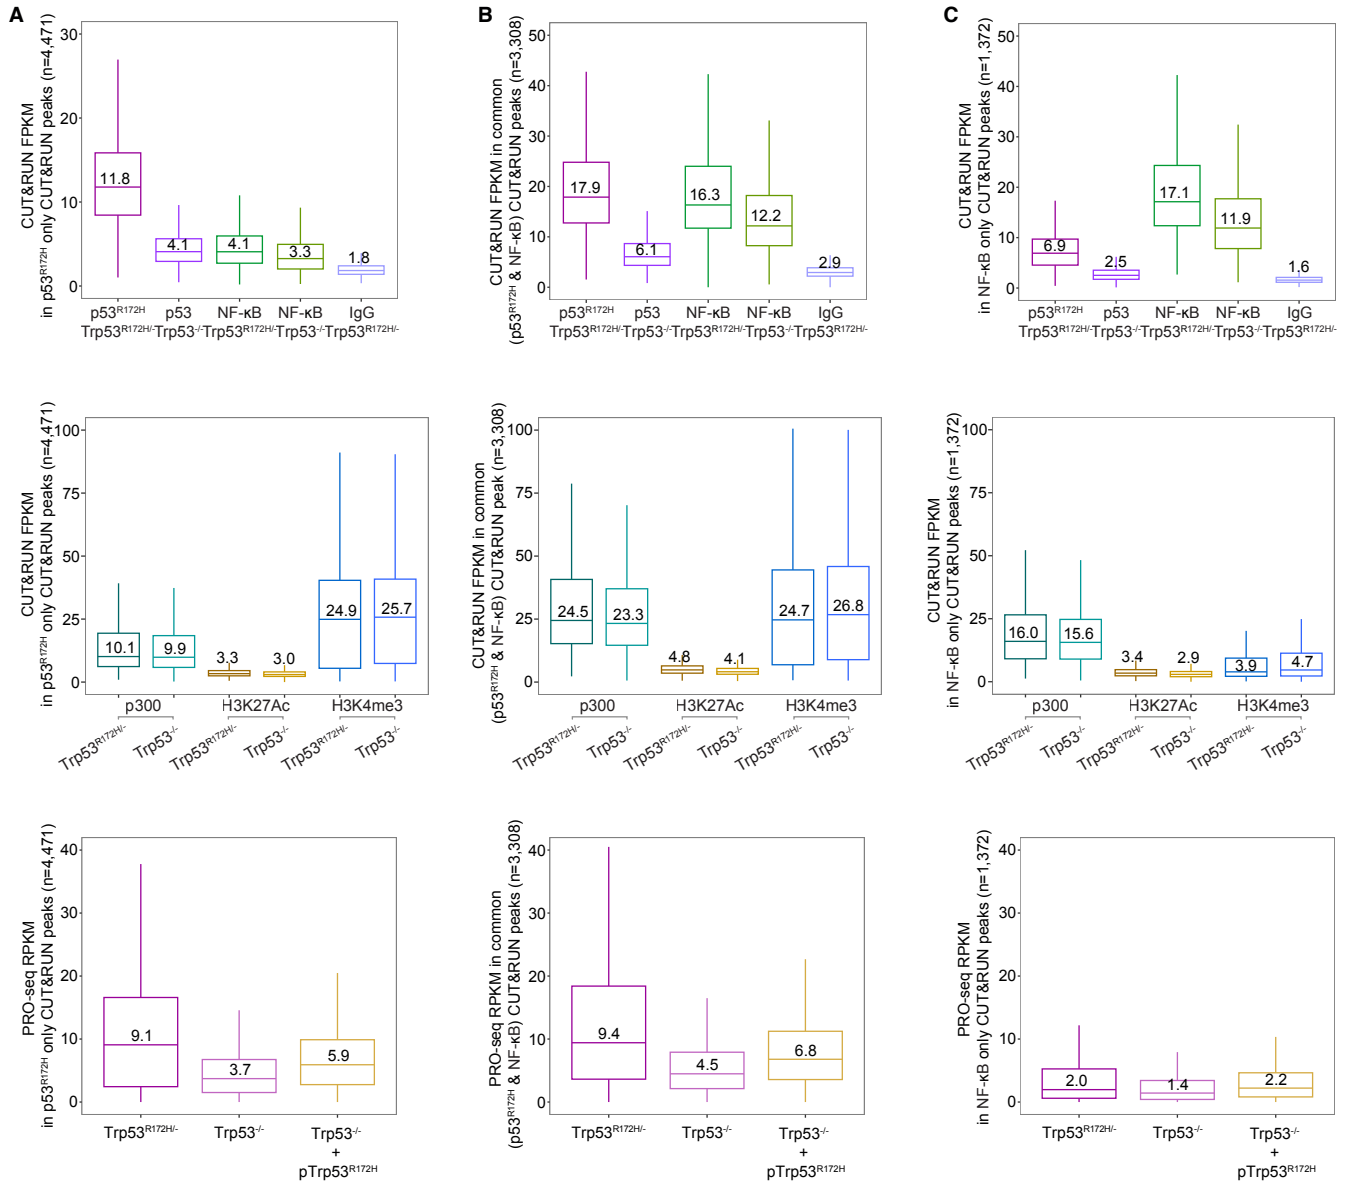 A
CUT&RUN FPKM
in p53R172H only CUT&RUN peaks (n=4,471)
30
20
10
0
11.8
4.1
4.1
3.3
1.8
p53R172H p53 NF-κB NF-κB IgG
Trp53R172H/- Trp53-/- Trp53R172H/- Trp53-/- Trp53R172H/-
B
CUT&RUN FPKM in common
(p53R172H & NF-κB) CUT&RUN peaks (n=3,308)
50
40
30
20
10
0
17.9
6.1
16.3
12.2
2.9
p53R172H p53 NF-κB NF-κB IgG
Trp53R172H/- Trp53-/- Trp53R172H/- Trp53-/- Trp53R172H/-
C
CUT&RUN FPKM
in NF-κB only CUT&RUN peaks (n=1,372)
50
40
30
20
10
0
6.9
2.5
17.1
11.9
1.6
p53R172H p53 NF-κB NF-κB IgG
Trp53R172H/- Trp53-/- Trp53R172H/- Trp53-/- Trp53R172H/-
CUT&RUN FPKM
in p53R172H only CUT&RUN peaks (n=4,471)
100
75
50
25
0
10.1
9.9
3.3
3.0
24.9
25.7
p300 H3K27Ac H3K4me3
Trp53R172H/- Trp53-/- Trp53R172H/- Trp53-/- Trp53R172H/- Trp53-/-
CUT&RUN FPKM in common
(p53R172H & NF-κB) CUT&RUN peak (n=3,308)
100
75
50
25
0
24.5
23.3
4.8
4.1
24.7
26.8
p300 H3K27Ac H3K4me3
Trp53R172H/- Trp53-/- Trp53R172H/- Trp53-/- Trp53R172H/- Trp53-/-
CUT&RUN FPKM
in NF-κB only CUT&RUN peaks (n=1,372)
100
75
50
25
0
16.0
15.6
3.4
2.9
3.9
4.7
p300 H3K27Ac H3K4me3
Trp53R172H/- Trp53-/- Trp53R172H/- Trp53-/- Trp53R172H/- Trp53-/-
PRO-seq RPKM
in p53R172H only CUT&RUN peaks (n=4,471)
40
30
20
10
0
9.1
3.7
5.9
Trp53R172H/- Trp53-/- Trp53-/-
+
pTrp53R172H
PRO-seq RPKM in common
(p53R172H & NF-κB) CUT&RUN peaks (n=3,308)
40
30
20
10
0
9.4
4.5
6.8
Trp53R172H/- Trp53-/- Trp53-/-
+
pTrp53R172H
PRO-seq RPKM
in NF-κB only CUT&RUN peaks (n=1,372)
40
30
20
10
0
2.0
1.4
2.2
Trp53R172H/- Trp53-/- Trp53-/-
+
pTrp53R172H